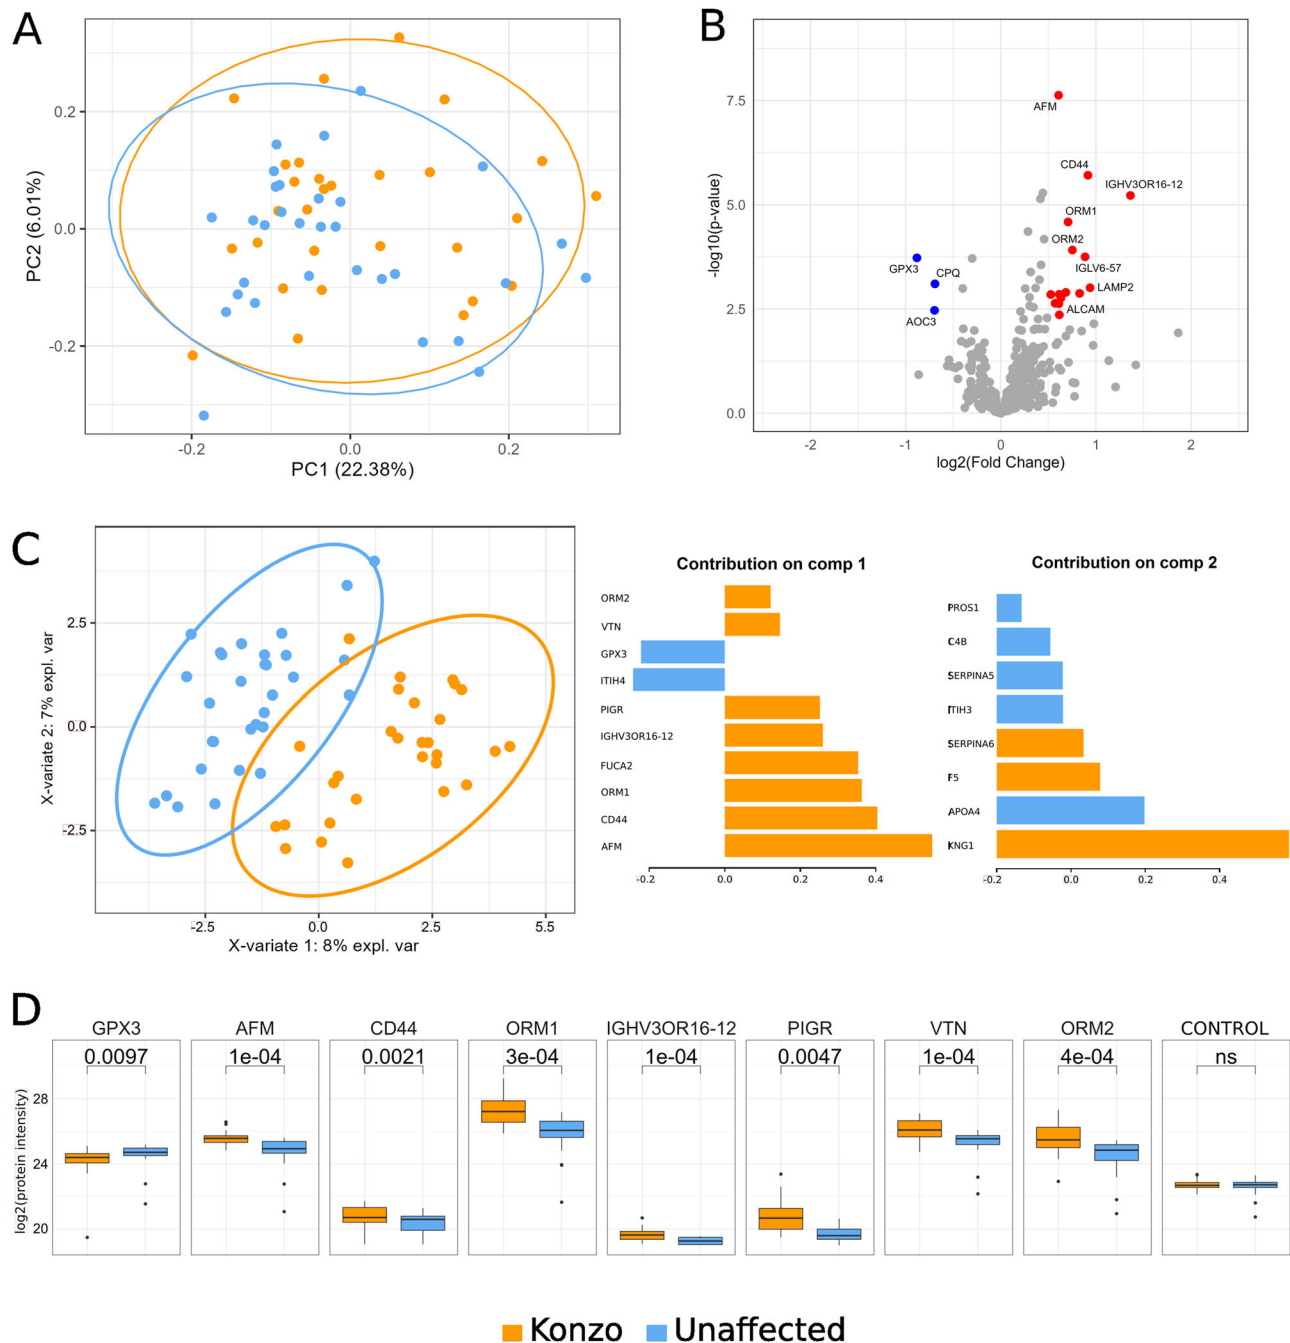 A
PC2 (6.01%)
0.2
0.0
-0.2
-0.2
0.0
0.2
PC1 (22.38%)
B
-log10(p-value)
7.5
5.0
2.5
0.0
AFM
CD44
IGHV3OR16-12
ORM1
ORM2
GPX3
CPQ
IGLV6-57
LAMP2
AOC3
ALCAM
-2
-1
0
1
2
log2(Fold Change)
C
X-variate 2: 7% expl. var
2.5
0.0
-2.5
-2.5
0.0
2.5
5.5
X-variate 1: 8% expl. var
Contribution on comp 1
ORM2
VTN
GPX3
ITIH4
PIGR
IGHV3OR16-12
FUCA2
ORM1
CD44
AFM
-0.2
0.0
0.2
0.4
Contribution on comp 2
PROS1
C4B
SERPINA5
ITIH3
SERPINA6
F5
APOA4
KNG1
-0.2
0.0
0.2
0.4
D
GPX3 AFM CD44 ORM1 IGHV3OR16-12 PIGR VTN ORM2 CONTROL
0.0097 1e-04 0.0021 3e-04 1e-04 0.0047 1e-04 4e-04 ns
log2(protein intensity)
28
24
20
Konzo Unaffected